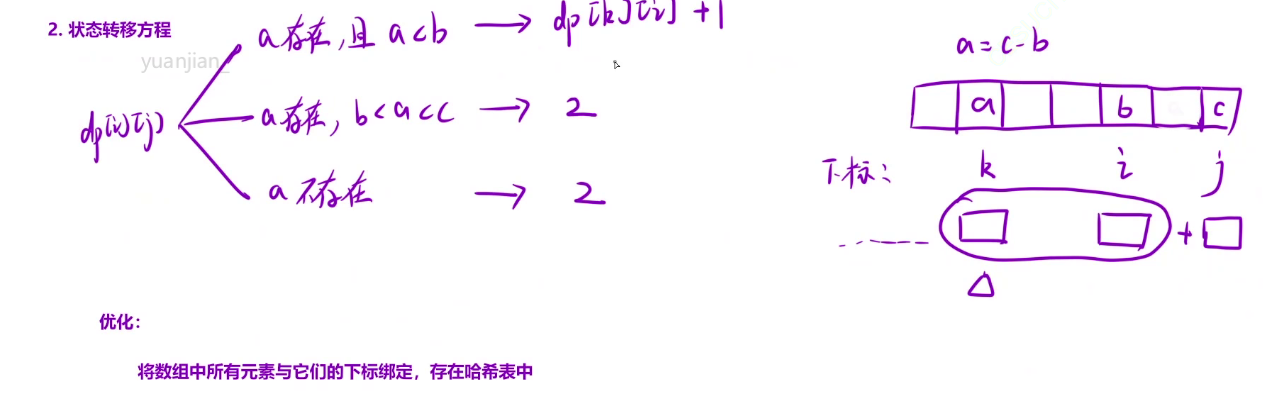 2. 状态转移方程
yuanjian_
dp[i][j]
a存在,且 a<b → dp[k][i]+1
a存在, b<a<c → 2
a不存在 → 2
a=c-b
a b c
下标: k i j
+
优化：
将数组中所有元素与它们的下标绑定，存在哈希表中